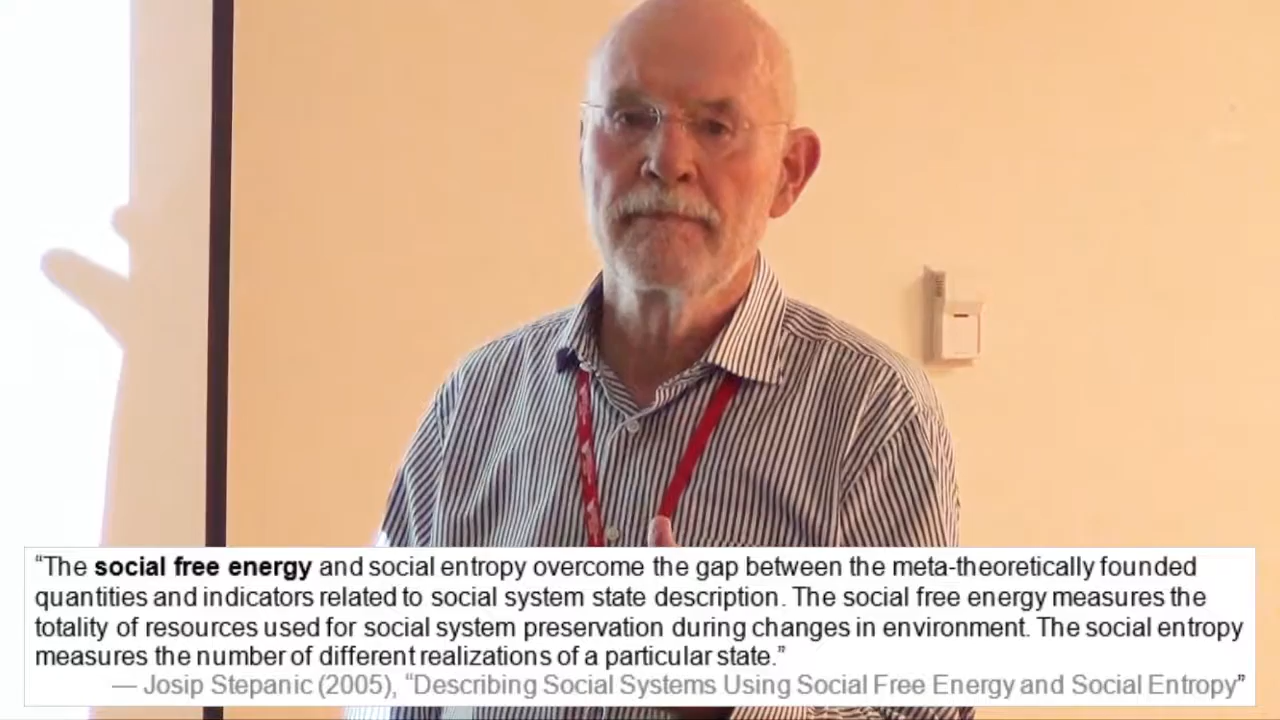 “The social free energy and social entropy overcome the gap between the meta-theoretically founded
quantities and indicators related to social system state description. The social free energy measures the
totality of resources used for social system preservation during changes in environment. The social entropy
measures the number of different realizations of a particular state.”
— Josip Stepanic (2005), “Describing Social Systems Using Social Free Energy and Social Entropy”